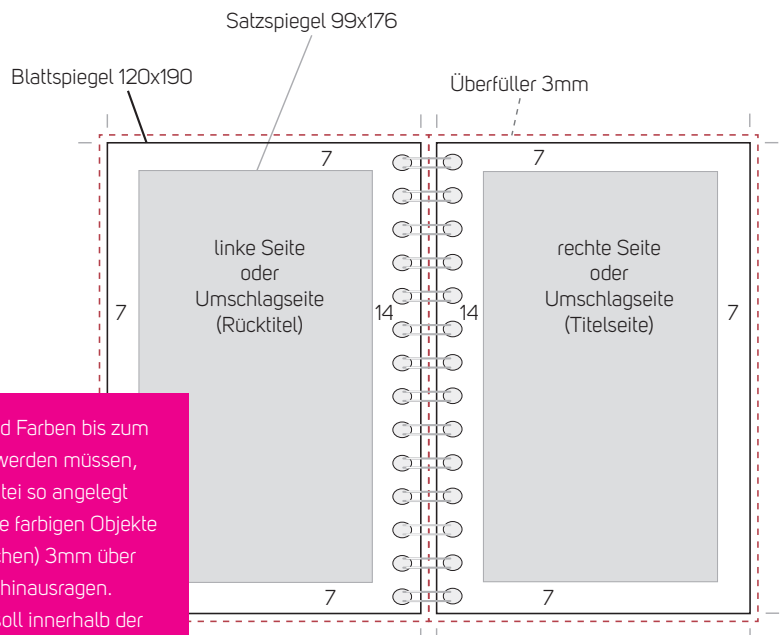 Satzspiegel 99x176
Blattspiegel 120x190
Überfüller 3mm
7
7
linke Seite
oder
Umschlagseite
(Rücktitel)
rechte Seite
oder
Umschlagseite
(Titelseite)
7
14
14
7
d Farben bis zum
werden müssen,
tei so angelegt
e farbigen Objekte
chen) 3mm über
hinausragen.
soll innerhalb der
7
7